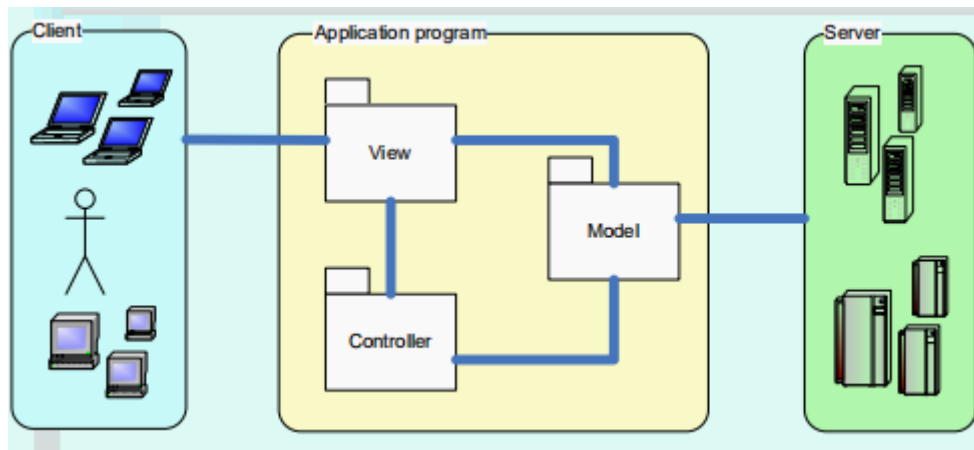 Client
Application program
Server
View
Model
Controller